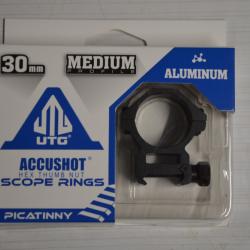 30mm
MEDIUM
PROFILE
ALUMINUM
UTG
ACCUSHOT®
HEX THUMB NUT
SCOPE RINGS
PICATINNY